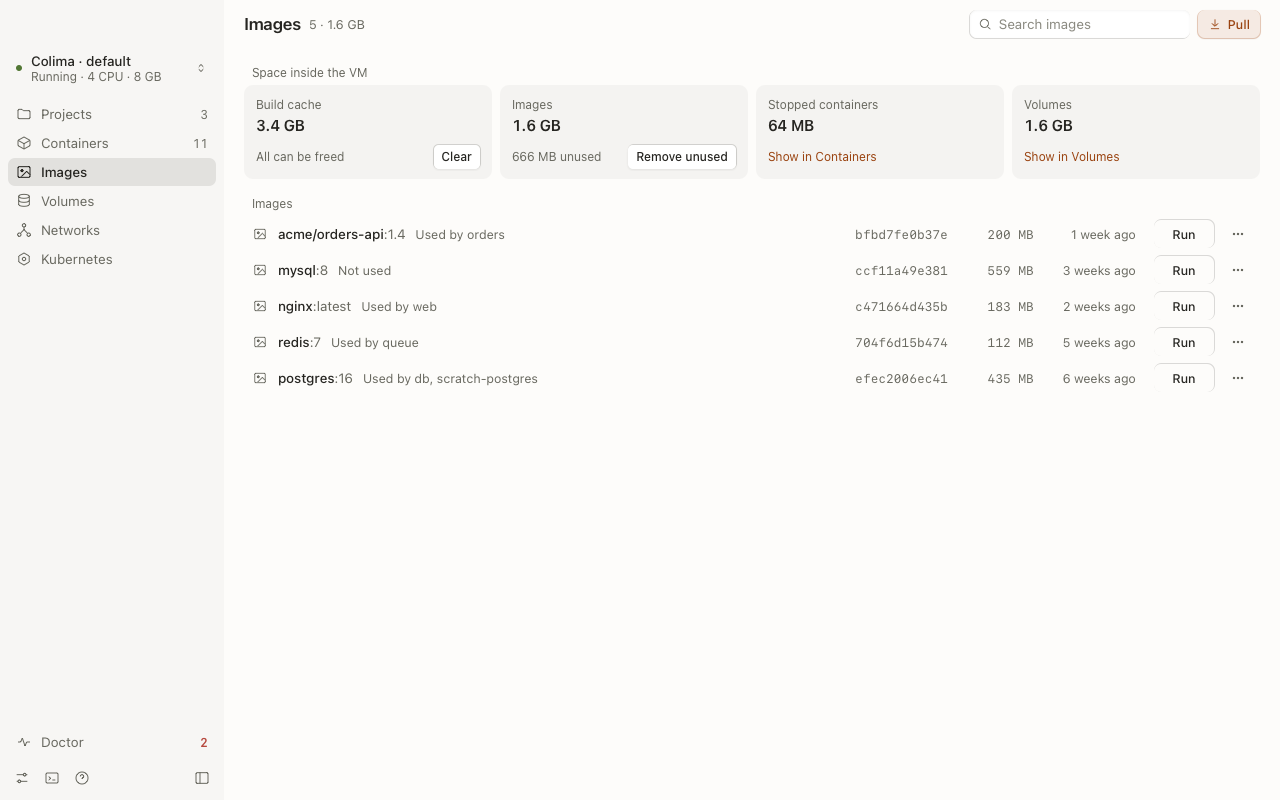 Images 5 · 1.6 GB
Search images
Pull
Colima · default
Running · 4 CPU · 8 GB
Projects 3
Containers 11
Images
Volumes
Networks
Kubernetes
Doctor 2
Space inside the VM
Build cache
3.4 GB
All can be freed Clear
Images
1.6 GB
666 MB unused Remove unused
Stopped containers
64 MB
Show in Containers
Volumes
1.6 GB
Show in Volumes
Images
acme/orders-api:1.4 Used by orders bfbd7fe0b37e 200 MB 1 week ago Run
mysql:8 Not used ccf11a49e381 559 MB 3 weeks ago Run
nginx:latest Used by web c471664d435b 183 MB 2 weeks ago Run
redis:7 Used by queue 704f6d15b474 112 MB 5 weeks ago Run
postgres:16 Used by db, scratch-postgres efec2006ec41 435 MB 6 weeks ago Run